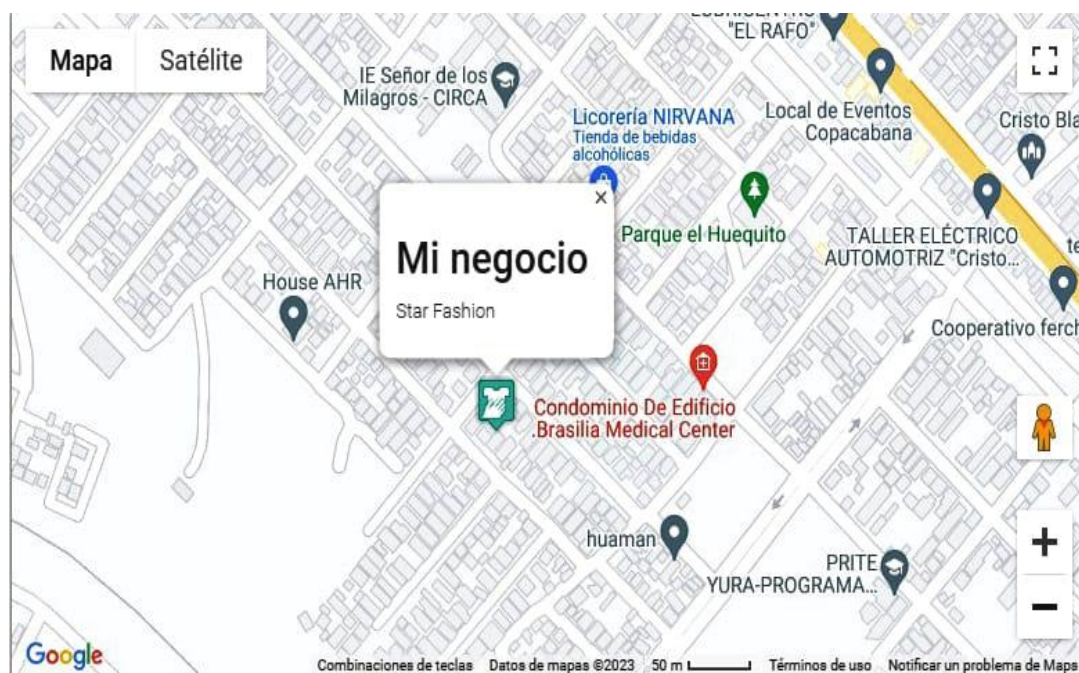 Mapa
Satélite
"EL RAFO"
IE Señor de los
Milagros - CIRCA
Licorería NIRVANA
Tienda de bebidas
alcohólicas
Local de Eventos
Copacabana
Cristo Bla
×
Mi negocio
Star Fashion
Parque el Huequito
TALLER ELÉCTRICO
AUTOMOTRIZ "Cristo...
te
House AHR
Cooperativo ferch
Condominio De Edificio
.Brasilia Medical Center
huaman
PRITE
YURA-PROGRAMA...
+
−
Google
Combinaciones de teclas
Datos de mapas ©2023
50 m
Términos de uso
Notificar un problema de Maps